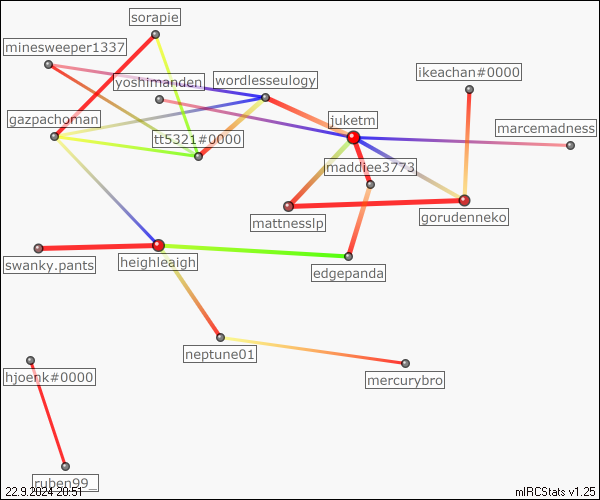 sorapie
minesweeper1337
yoshimanden
wordlesseulogy
ikeachan#0000
gazpachoman
juketm
marcemadness
tt5321#0000
maddiee3773
mattnesslp
gorudenneko
swanky.pants
heighleaigh
edgepanda
neptune01
mercurybro
hjoenk#0000
ruben99_
22.9.2024 20:51
mIRCStats v1.25